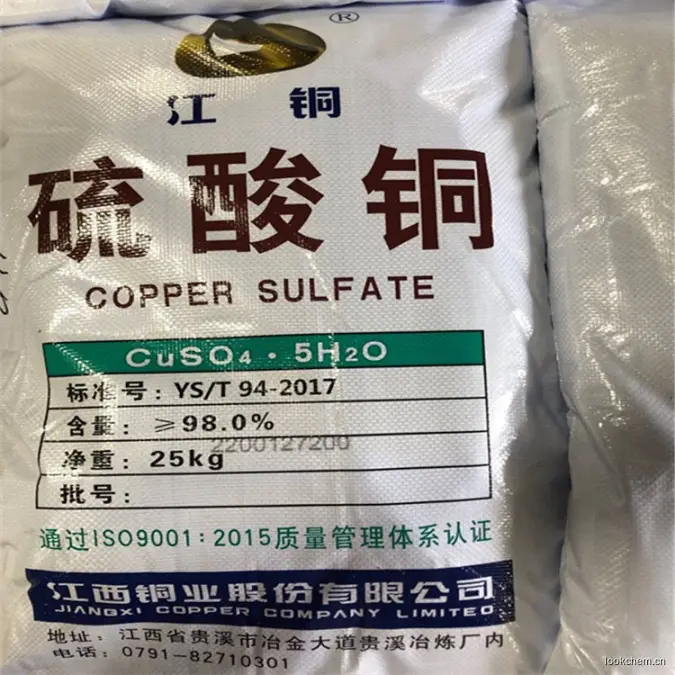 ®
江 铜
硫酸铜
COPPER SULFATE
CuSO4 · 5H2O
标准号: YS/T 94-2017
含量: ≥98.0%
2200127200
净重: 25kg
批号:
通过ISO9001:2015质量管理体系认证
江西铜业股份有限公司
JIANGXI COPPER COMPANY LIMITED
地址: 江西省贵溪市冶金大道贵溪冶炼厂内
电话: 0791-82710301
lookchem.cn